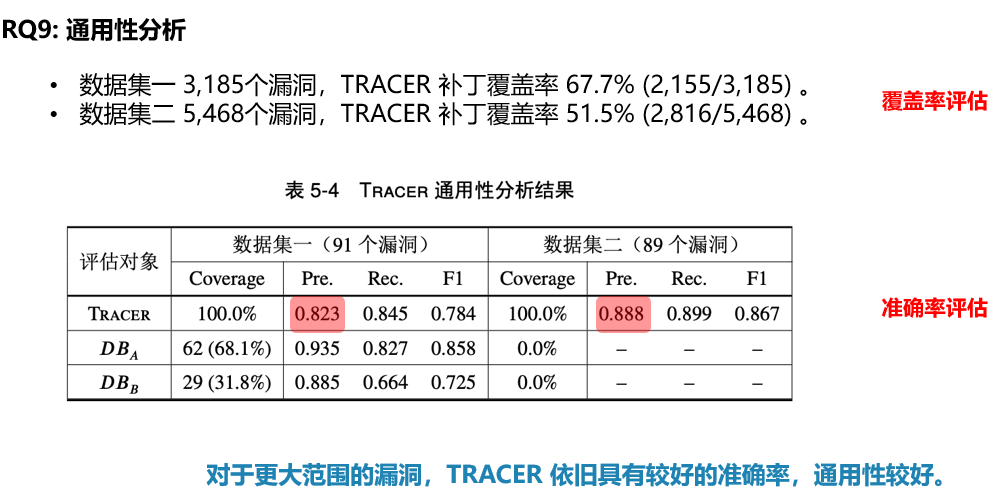 RQ9: 通用性分析
• 数据集一 3,185个漏洞，TRACER 补丁覆盖率 67.7% (2,155/3,185) 。
• 数据集二 5,468个漏洞，TRACER 补丁覆盖率 51.5% (2,816/5,468) 。
覆盖率评估
表 5-4 TRACER 通用性分析结果
评估对象 数据集一（91 个漏洞） 数据集二（89 个漏洞）
Coverage Pre. Rec. F1 Coverage Pre. Rec. F1
TRACER 100.0% 0.823 0.845 0.784 100.0% 0.888 0.899 0.867
准确率评估
DB_A 62 (68.1%) 0.935 0.827 0.858 0.0% – – –
DB_B 29 (31.8%) 0.885 0.664 0.725 0.0% – – –
对于更大范围的漏洞，TRACER 依旧具有较好的准确率，通用性较好。